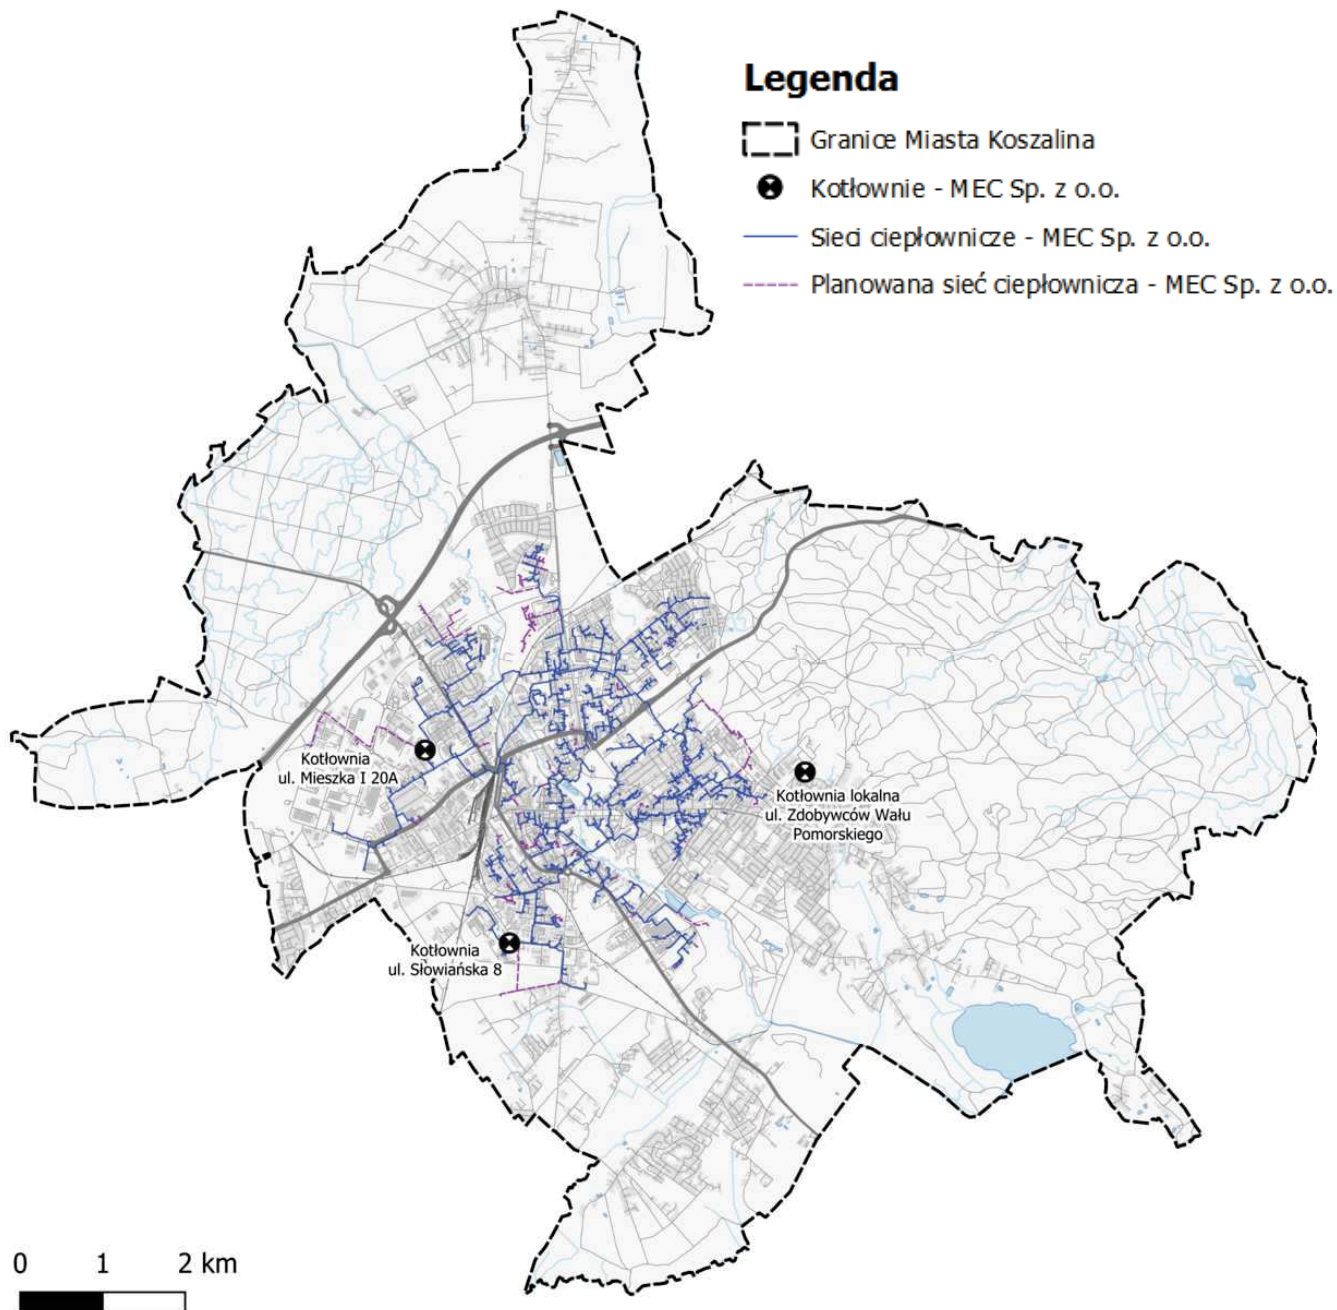 Legenda
Granice Miasta Koszalina
Kotłownie - MEC Sp. z o.o.
Sieci ciepłownicze - MEC Sp. z o.o.
Planowana sieć ciepłownicza - MEC Sp. z o.o.
Kotłownia
ul. Mieszka I 20A
Kotłownia lokalna
ul. Zdobywców Wału
Pomorskiego
Kotłownia
ul. Słowiańska 8
0 1 2 km